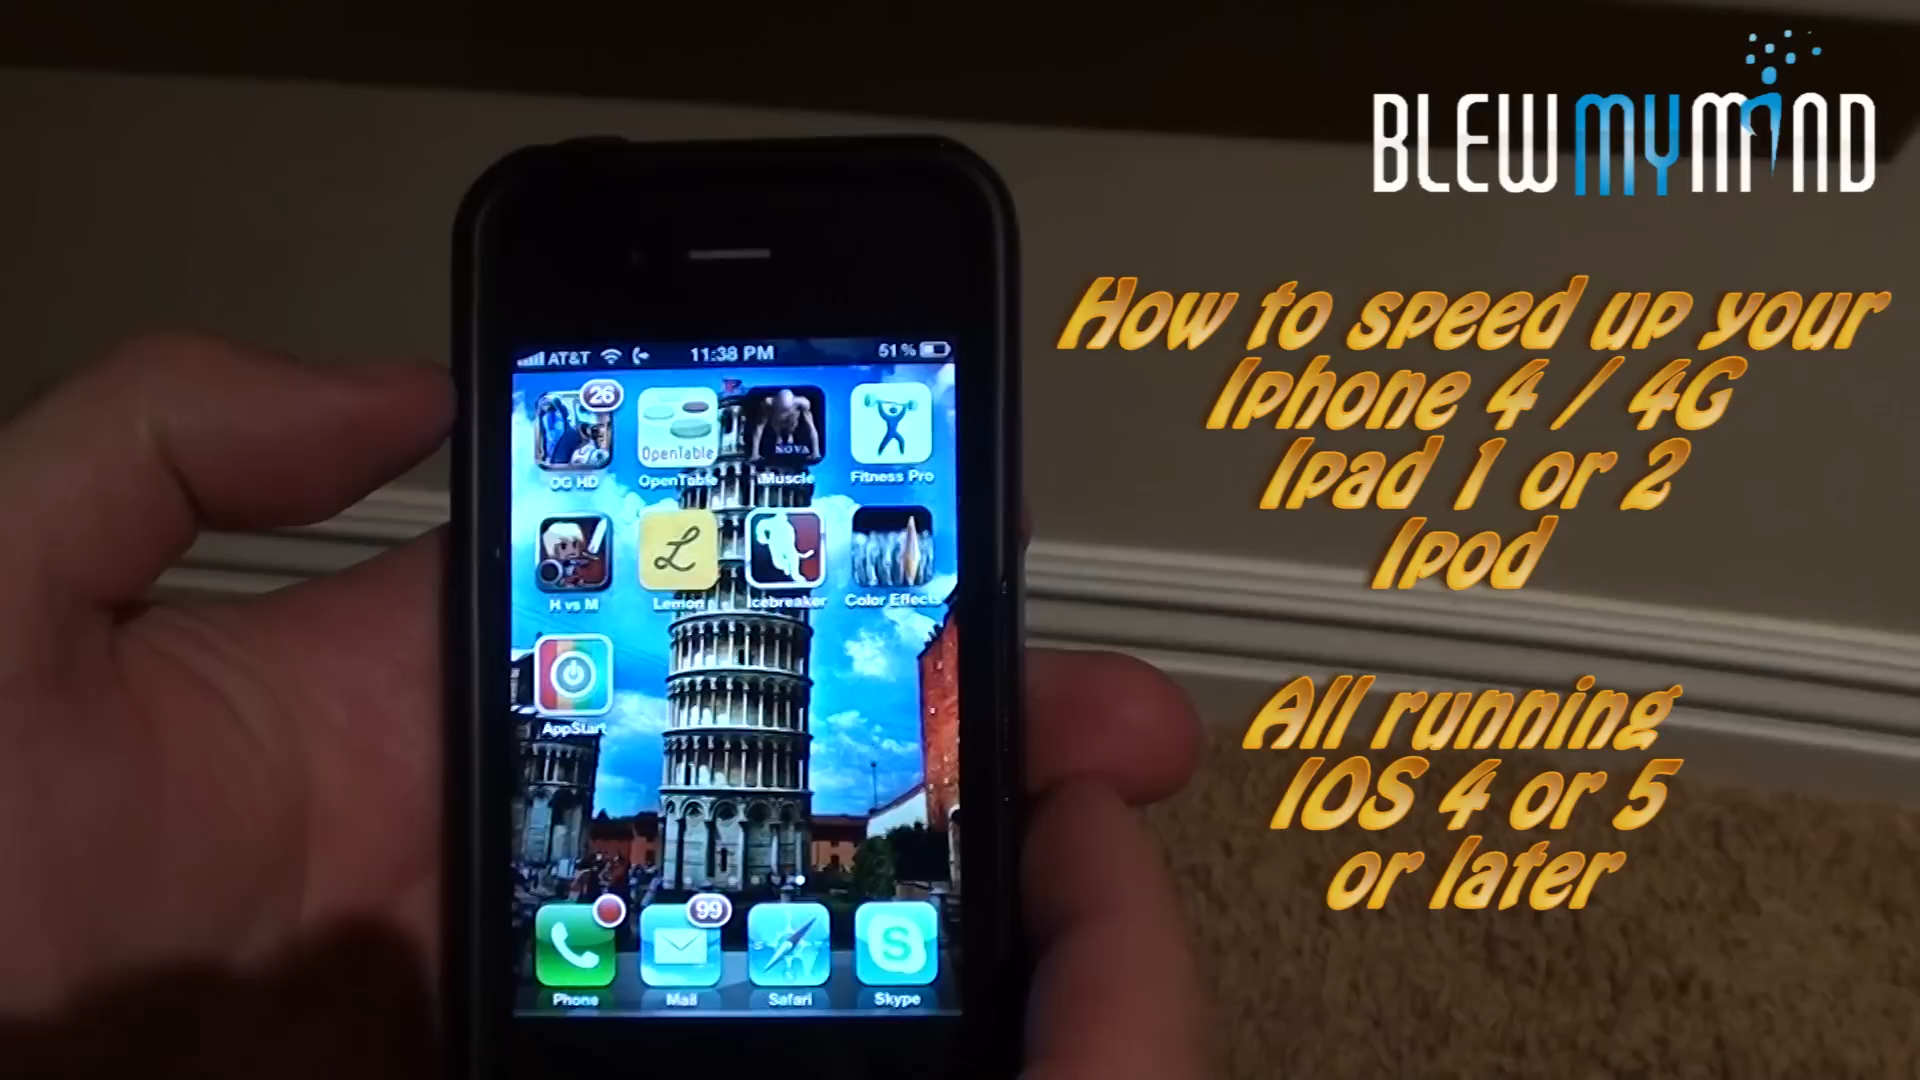 BLEWMYMIND
How to speed up your
Iphone 4 / 4G
Ipad 1 or 2
Ipod
All running
IOS 4 or 5
or later
AT&T 11:38 PM 51%
26
OG HD OpenTable iMuscle Fitness Pro
OpenTable
NOVA
L
H vs M Lemon Icebreaker Color Effects
AppStart
99
S
Phone Mail Safari Skype